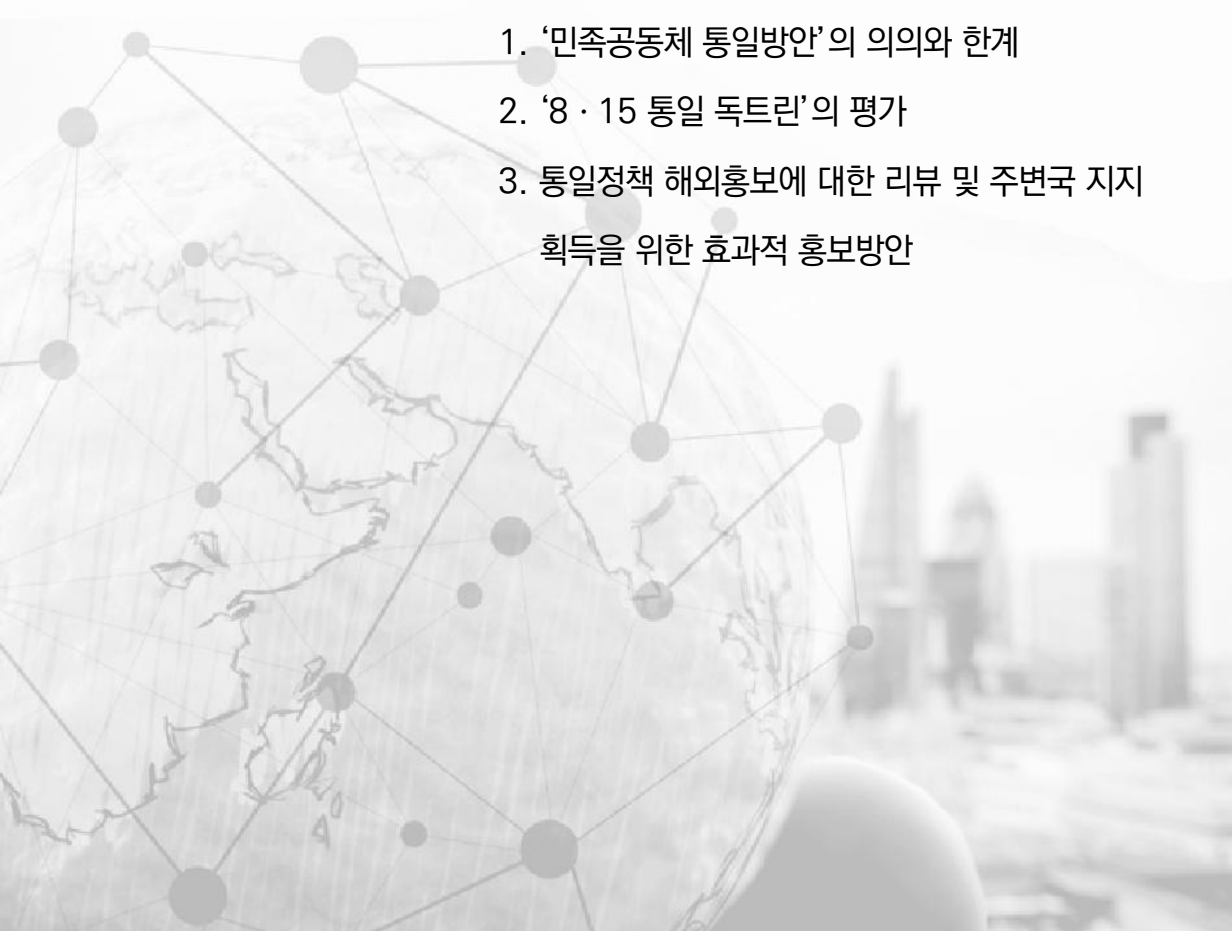 1. ‘민족공동체 통일방안’의 의의와 한계
2. ‘8 · 15 통일 독트린’의 평가
3. 통일정책 해외홍보에 대한 리뷰 및 주변국 지지
획득을 위한 효과적 홍보방안